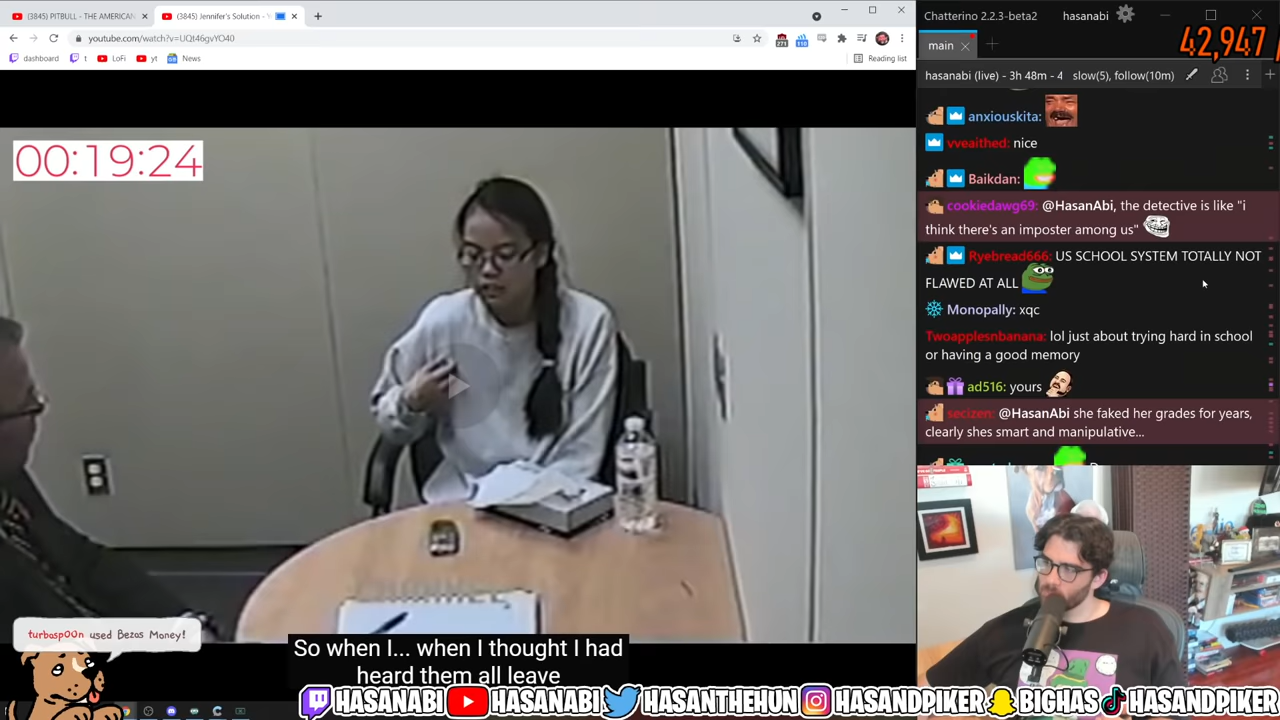 (3845) PITBULL - THE AMERICAN
(3845) Jennifer's Solution - Y
youtube.com/watch?v=UQt46gvYO40
271
118
dashboard
t
LoFi
yt
News
Reading list
00:19:24
So when I... when I thought I had
heard them all leave
turbasp00n used Bezos Money!
Chatterino 2.2.3-beta2
hasanabi
main
42,947 /
hasanabi (live) - 3h 48m - 4
slow(5), follow(10m)
anxiouskita:
vveaithed: nice
Baikdan:
cookiedawg69: @HasanAbi, the detective is like "i
think there's an imposter among us"
Ryebread666: US SCHOOL SYSTEM TOTALLY NOT
FLAWED AT ALL
Monopally: xqc
Twoapplesnbanana: lol just about trying hard in school
or having a good memory
ad516: yours
secizen: @HasanAbi she faked her grades for years,
clearly shes smart and manipulative...
HASANABI
HASANABI
HASANTHEHUN
HASANDPIKER
BIGHAS
HASANDPIKER